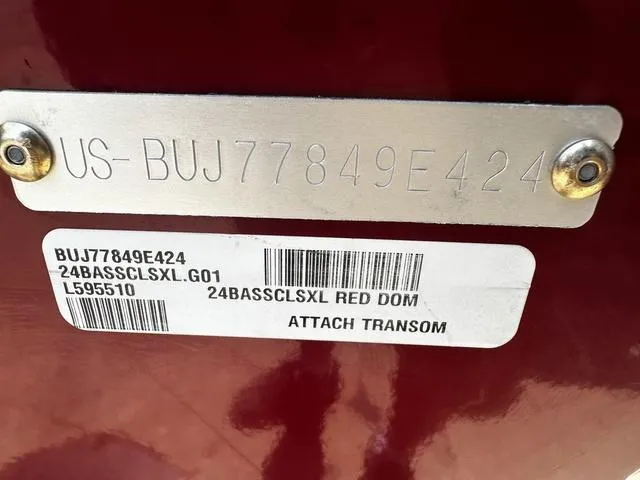 US-BUJ77849E424
BUJ77849E424
24BASSCLSXL.G01
L595510
24BASSCLSXL RED DOM
ATTACH TRANSOM